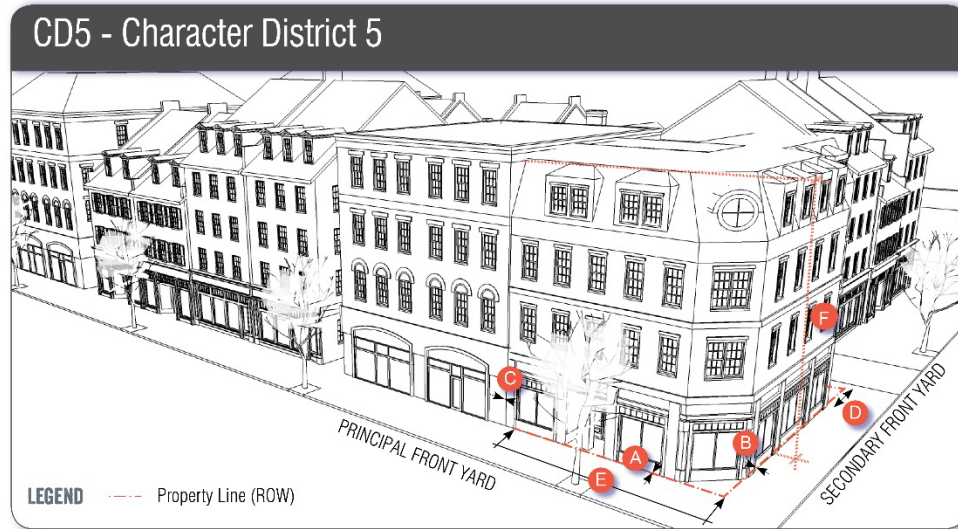 CD5 - Character District 5
F
C
D
PRINCIPAL FRONT YARD
B
SECONDARY FRONT YARD
A
E
LEGEND Property Line (ROW)